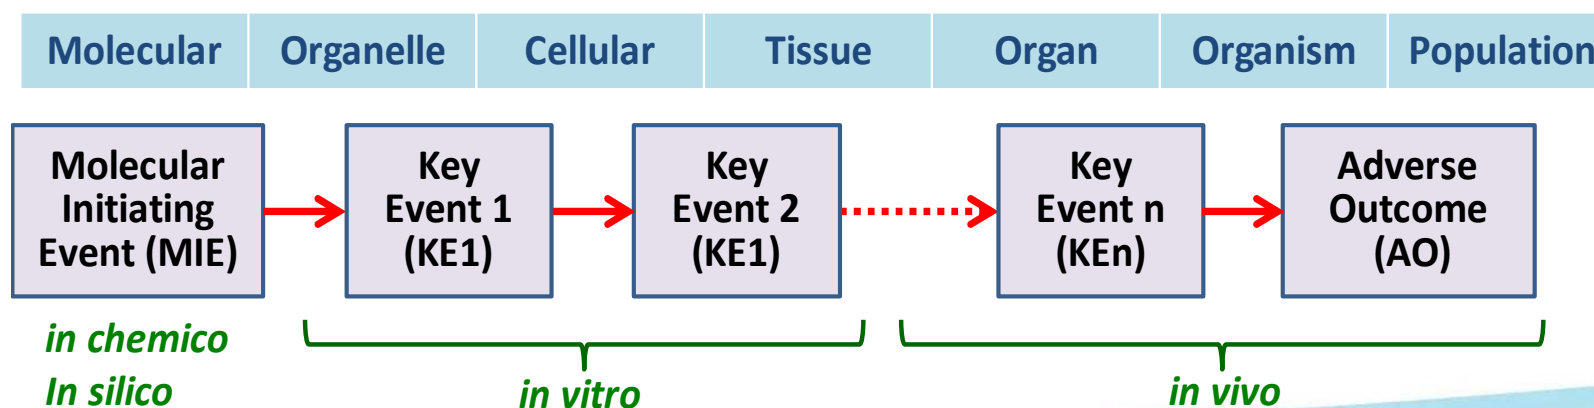 Molecular Organelle Cellular Tissue Organ Organism Population
Molecular
Initiating
Event (MIE)
Key
Event 1
(KE1)
Key
Event 2
(KE1)
Key
Event n
(KEn)
Adverse
Outcome
(AO)
in chemico
In silico
in vitro
in vivo